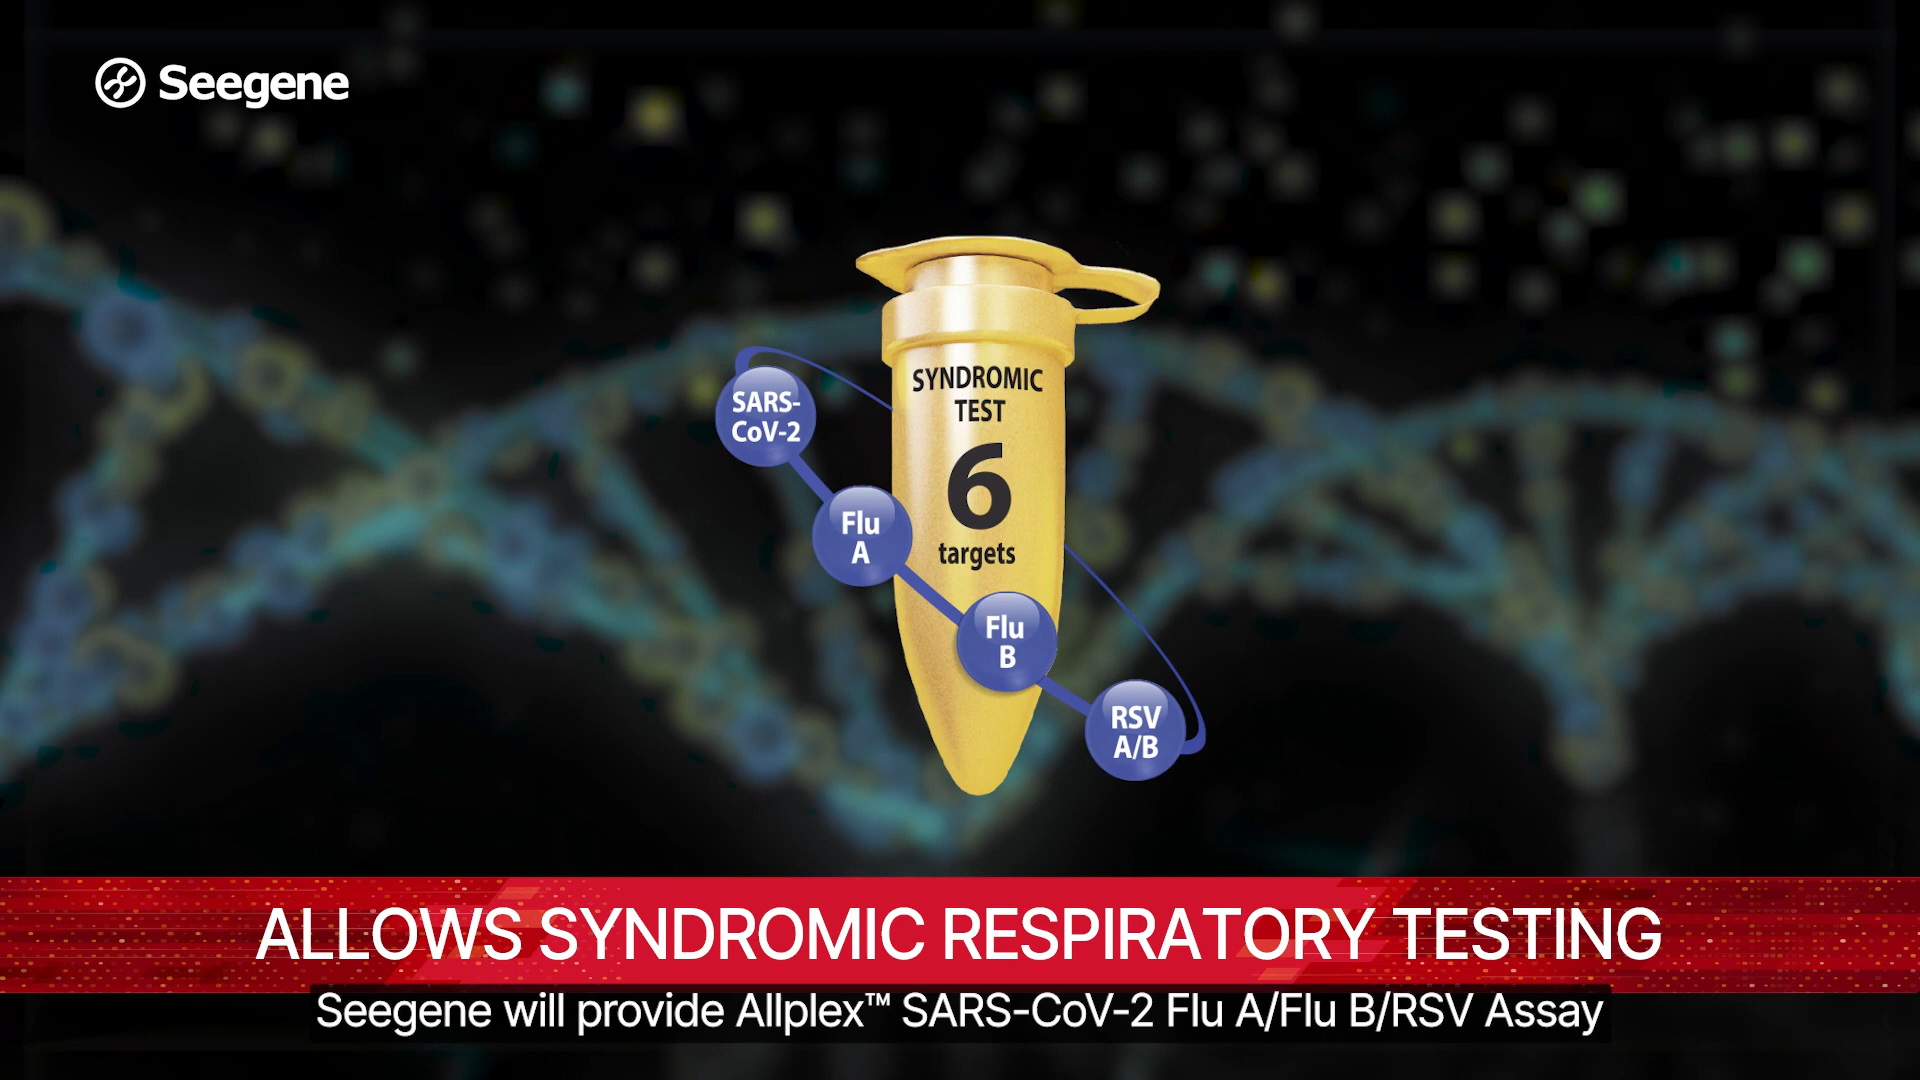 Seegene
SYNDROMIC
TEST
6
targets
SARS-
CoV-2
Flu
A
Flu
B
RSV
A/B
ALLOWS SYNDROMIC RESPIRATORY TESTING
Seegene will provide Allplex™ SARS-CoV-2 Flu A/Flu B/RSV Assay